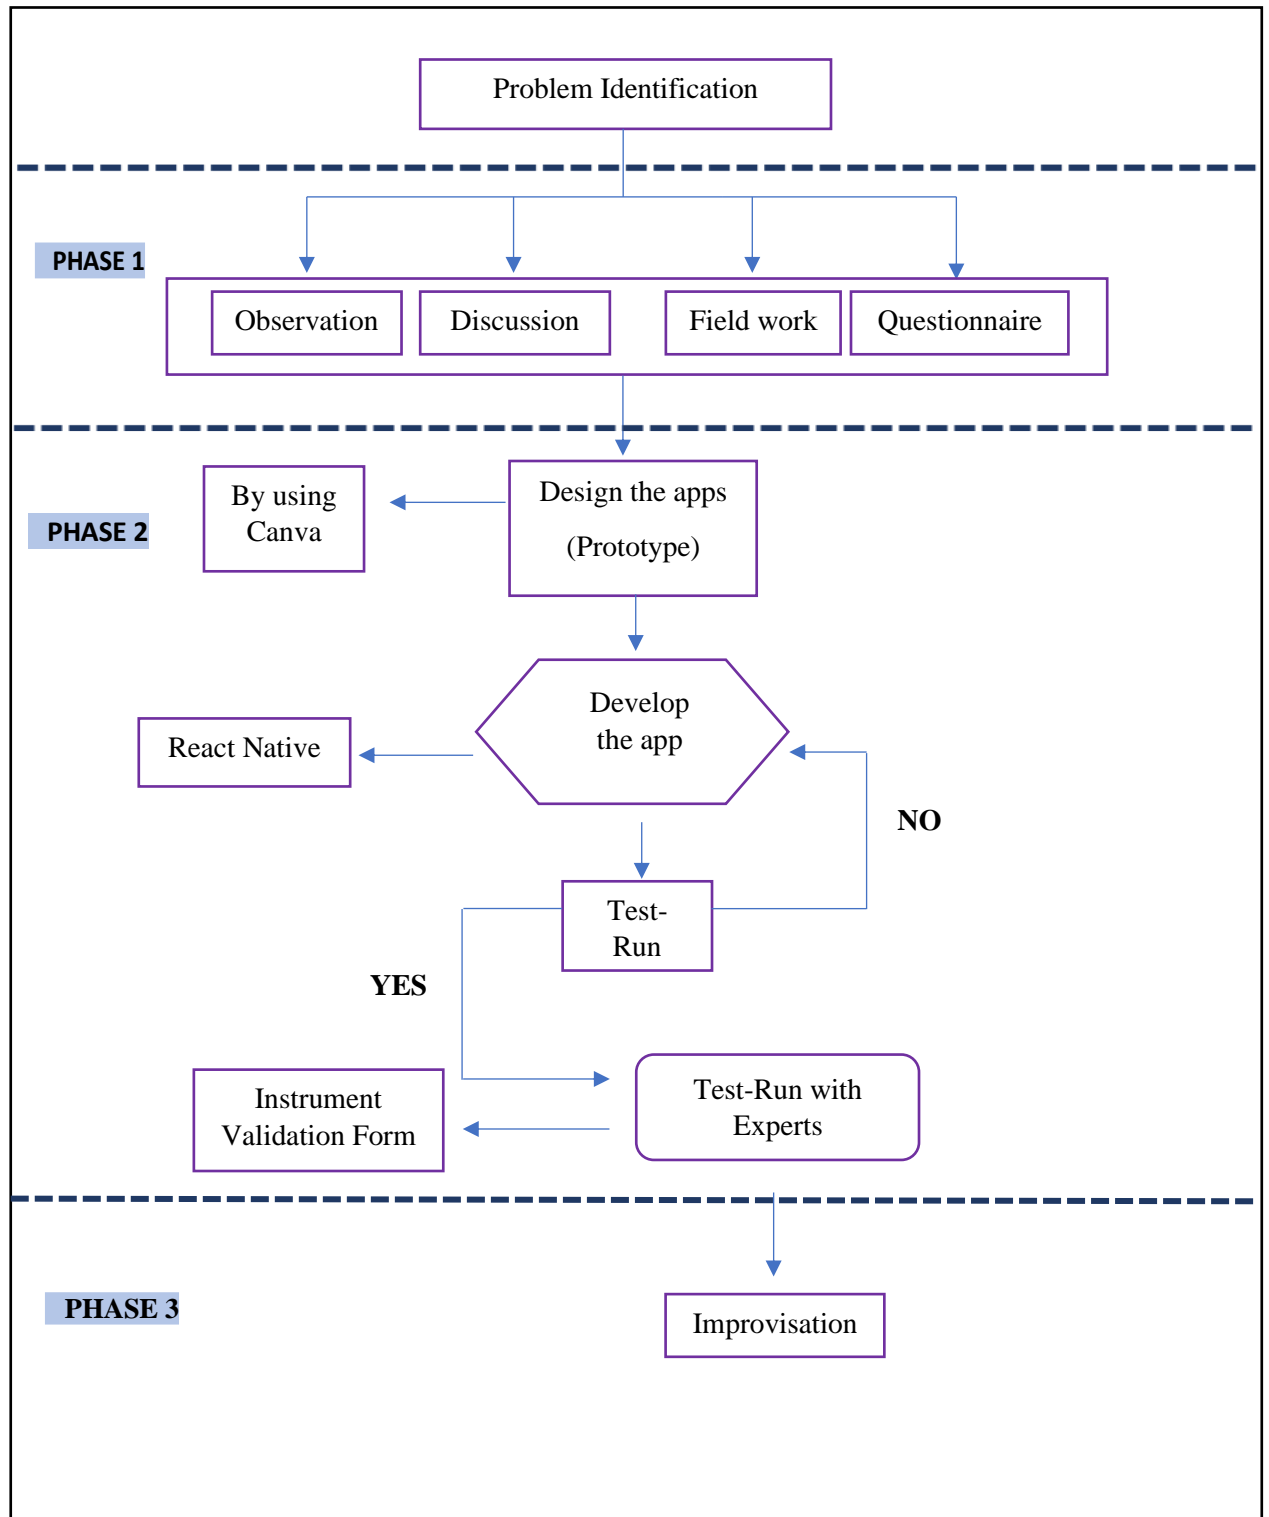 Problem Identification
PHASE 1
Observation
Discussion
Field work
Questionnaire
PHASE 2
By using
Canva
Design the apps
(Prototype)
Develop
the app
React Native
NO
Test-
Run
YES
Instrument
Validation Form
Test-Run with
Experts
PHASE 3
Improvisation